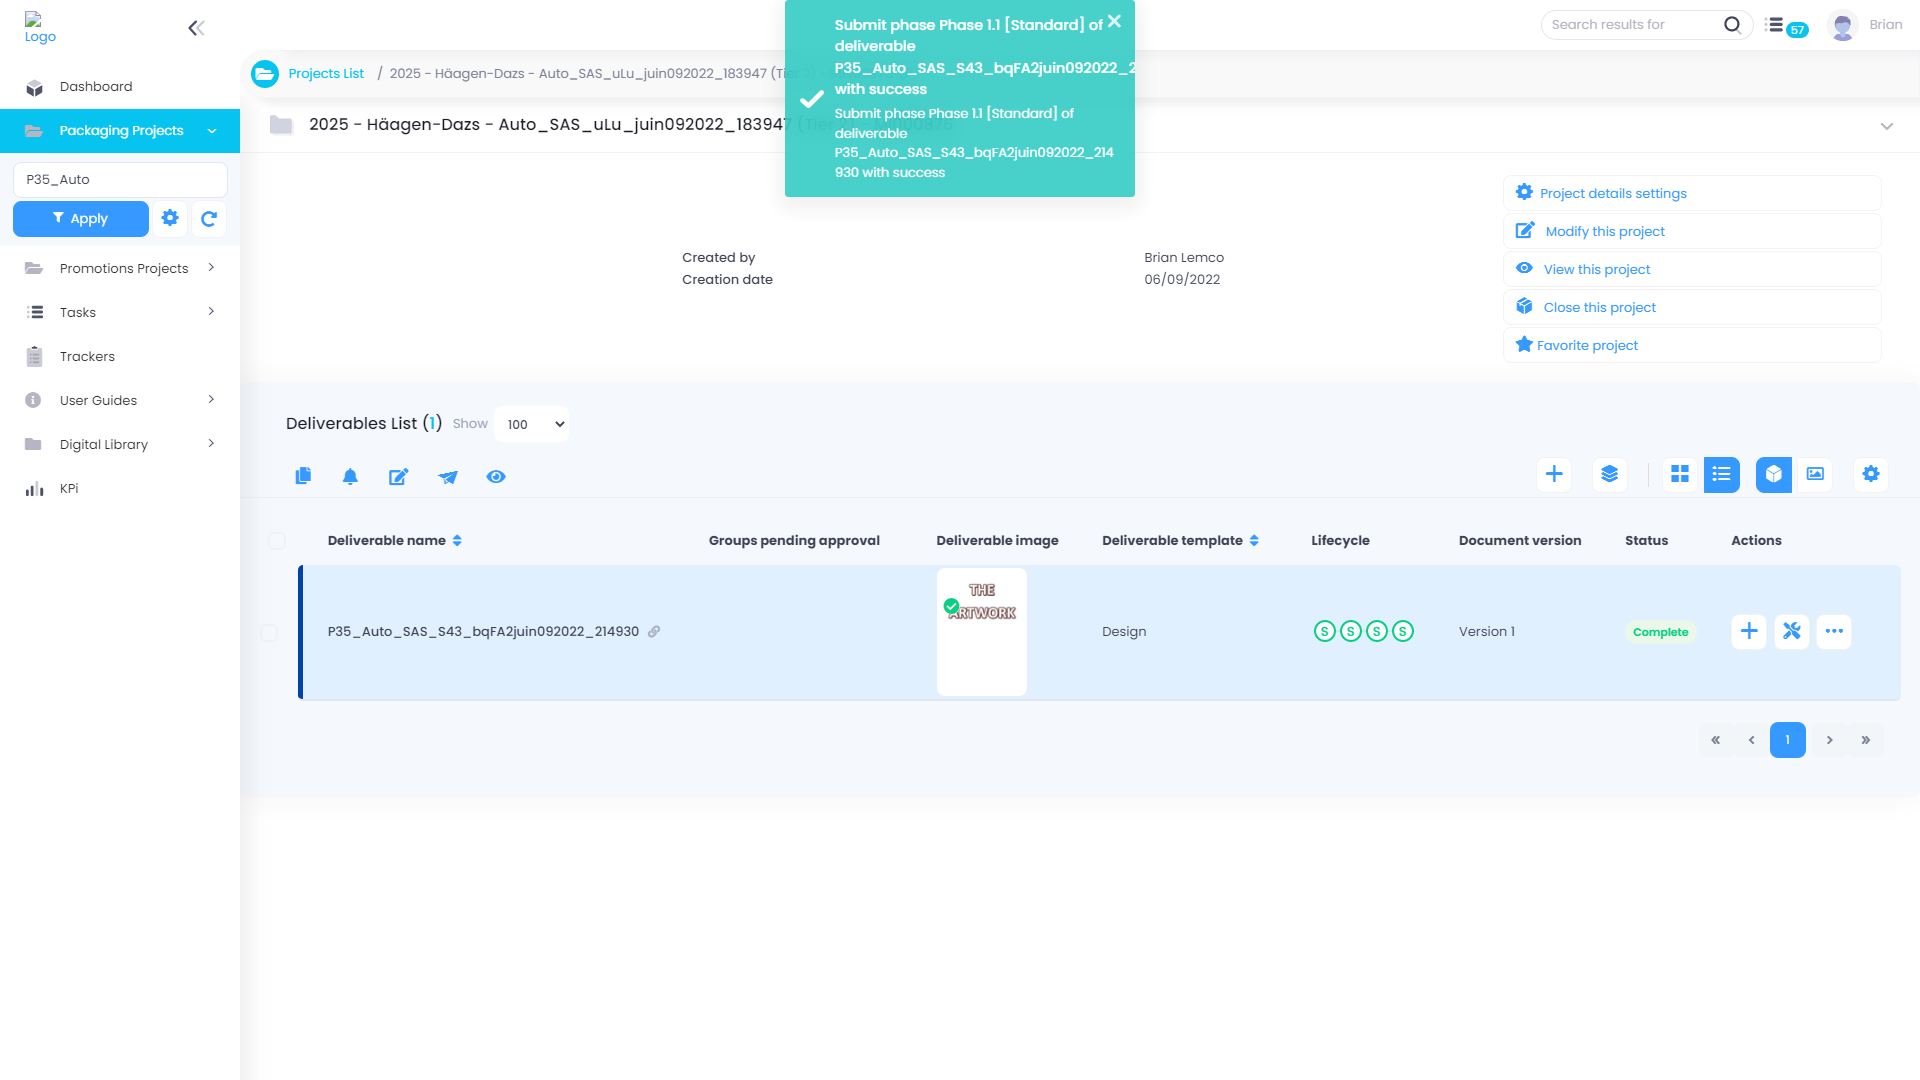 Logo
Search results for
57
Brian
Submit phase Phase 1.1 [Standard] of
deliverable
P35_Auto_SAS_S43_bqFA2juin092022_2
with success
Submit phase Phase 1.1 [Standard] of
deliverable
P35_Auto_SAS_S43_bqFA2juin092022_214
930 with success
Projects List / 2025 - Häagen-Dazs - Auto_SAS_uLu_juin092022_183947 (Tier
2025 - Häagen-Dazs - Auto_SAS_uLu_juin092022_183947 (Tier
Dashboard
Packaging Projects
P35_Auto
Apply
Promotions Projects
Tasks
Trackers
User Guides
Digital Library
KPi
Created by
Brian Lemco
Creation date
06/09/2022
Project details settings
Modify this project
View this project
Close this project
Favorite project
Deliverables List (1) Show 100
Deliverable name
Groups pending approval
Deliverable image
Deliverable template
Lifecycle
Document version
Status
Actions
P35_Auto_SAS_S43_bqFA2juin092022_214930
THE
ARTWORK
Design
S S S S
Version 1
Complete
« ‹ 1 › »